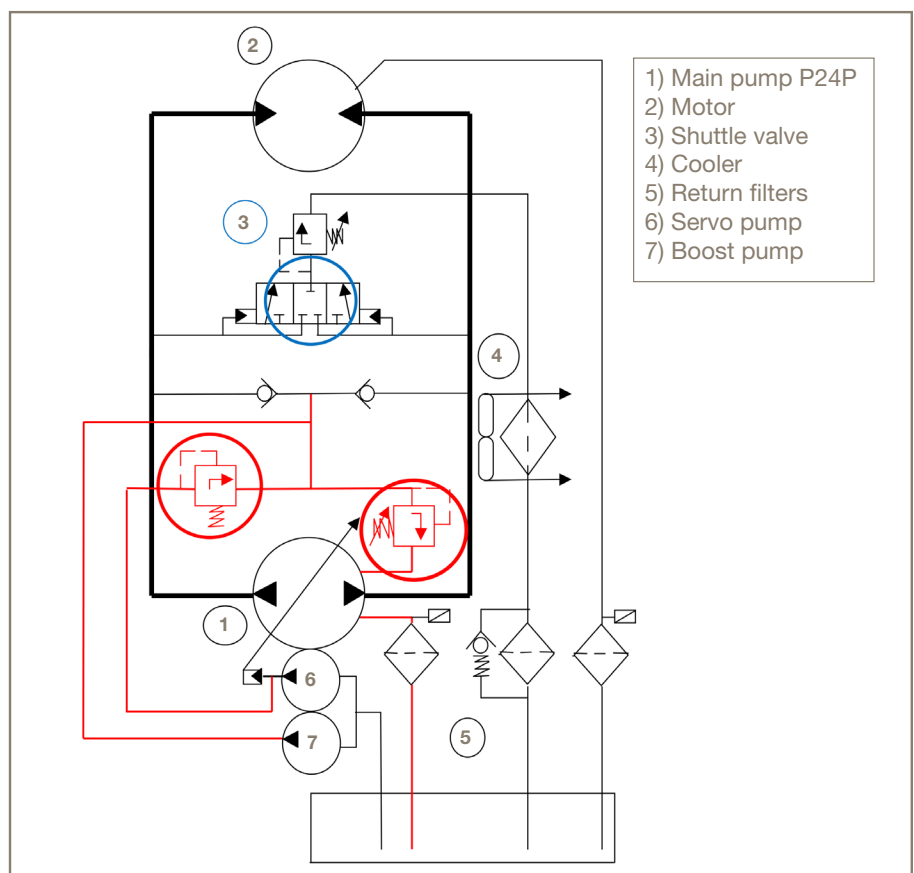 2
1) Main pump P24P
2) Motor
3) Shuttle valve
4) Cooler
5) Return filters
6) Servo pump
7) Boost pump
3
4
1
6
7
5